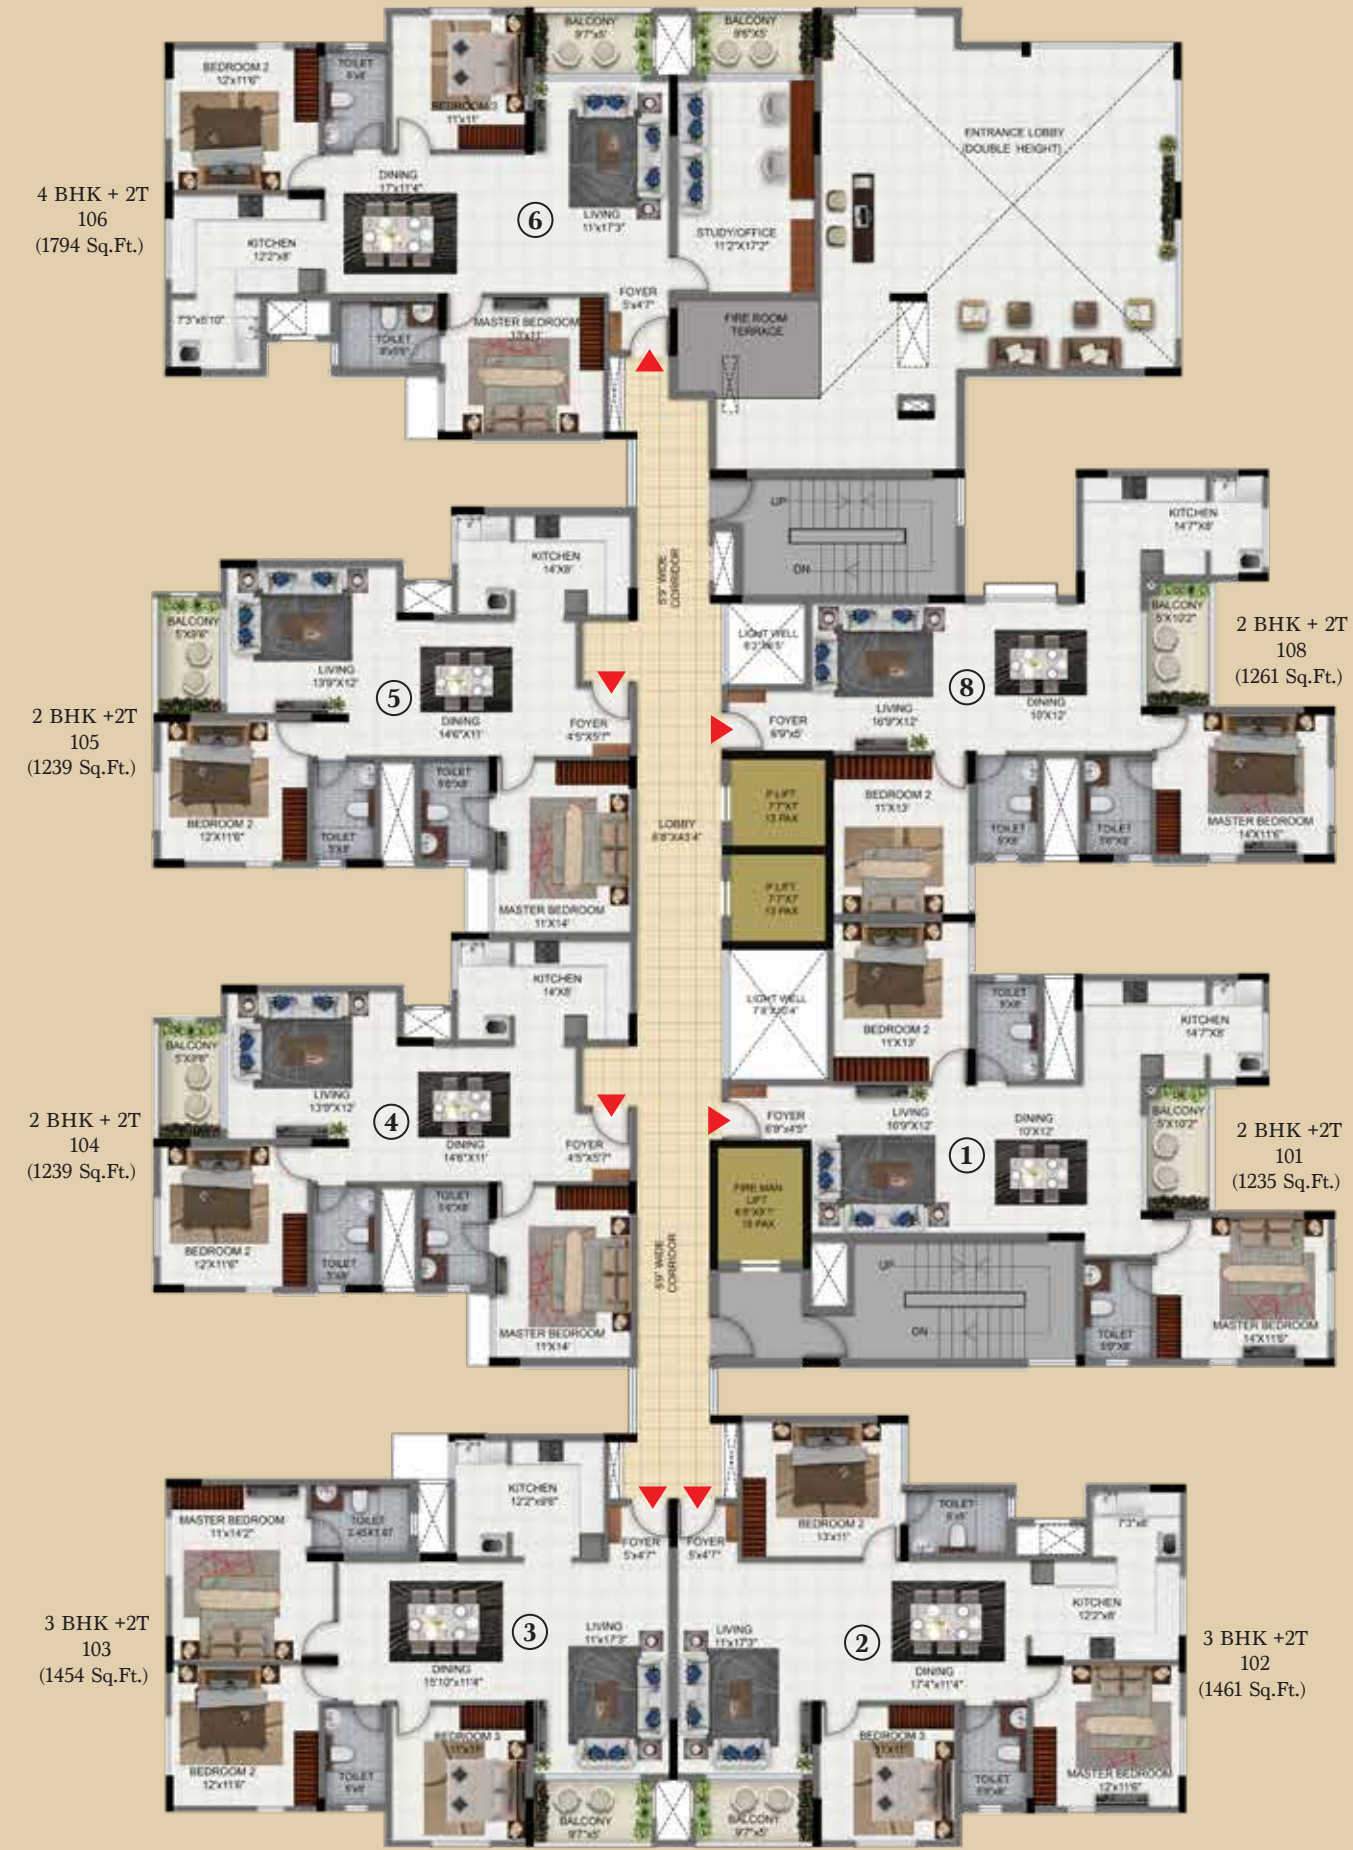 BALCONY
9'7"x5'
BALCONY
9'6"X5'
BEDROOM 2
12'x11'6"
TOILET
BEDROOM 3
11'x11'
ENTRANCE LOBBY
(DOUBLE HEIGHT)
4 BHK + 2T
106
(1794 Sq.Ft.)
DINING
17'x11'4"
LIVING
11'x17'3"
6
STUDY/OFFICE
11'2"X17'2"
KITCHEN
12'2"x8'
FOYER
5'x4'7"
7'3"x6'10"
TOILET
MASTER BEDROOM
13'x11'
FIRE ROOM
TERRACE
UP
DN
KITCHEN
14'7"X8'
KITCHEN
14'X8'
5'9" WIDE
CORRIDOR
BALCONY
5'X9'6"
LIVING
13'9"X12'
5
DINING
14'6"X11'
FOYER
4'5"X5'7"
LIGHT WELL
BALCONY
5'X10'2"
2 BHK + 2T
108
(1261 Sq.Ft.)
8
LIVING
16'9"X12'
DINING
10'X12'
FOYER
6'9"x5'
2 BHK +2T
105
(1239 Sq.Ft.)
BEDROOM 2
12'X11'6"
TOILET
5'X8'
TOILET
5'6"X8'
MASTER BEDROOM
11'X14'
LOBBY
6'8"X43'4"
P LIFT
7'7"X7'
13 PAX
P LIFT
7'7"X7'
13 PAX
BEDROOM 2
11'X13'
TOILET
5'X8'
TOILET
5'6"X8'
MASTER BEDROOM
14'X11'6"
KITCHEN
14'X8'
BALCONY
5'X9'6"
LIVING
13'9"X12'
4
DINING
14'6"X11'
FOYER
4'5"X5'7"
LIGHT WELL
BEDROOM 2
11'X13'
TOILET
KITCHEN
14'7"X8'
2 BHK + 2T
104
(1239 Sq.Ft.)
FOYER
6'9"x4'5"
LIVING
16'9"X12'
DINING
10'X12'
1
BALCONY
5'X10'2"
2 BHK +2T
101
(1235 Sq.Ft.)
BEDROOM 2
12'X11'6"
TOILET
5'X8'
TOILET
5'6"X8'
MASTER BEDROOM
11'X14'
5'9" WIDE
CORRIDOR
FIRE MAN
LIFT
UP
DN
TOILET
MASTER BEDROOM
14'X11'6"
MASTER BEDROOM
11'x14'2"
TOILET
KITCHEN
FOYER
5'x4'7"
FOYER
5'x4'7"
BEDROOM 2
13'x11'
TOILET
KITCHEN
12'2"x8'
3 BHK +2T
103
(1454 Sq.Ft.)
DINING
15'10"x11'4"
3
LIVING
11'x17'3"
LIVING
11'x17'3"
2
DINING
17'4"x11'4"
3 BHK +2T
102
(1461 Sq.Ft.)
BEDROOM 2
12'x11'6"
TOILET
BEDROOM 3
11'x11'
BALCONY
9'7"x5'
BALCONY
9'7"x5'
BEDROOM 3
11'x11'
TOILET
MASTER BEDROOM
12'x11'6"